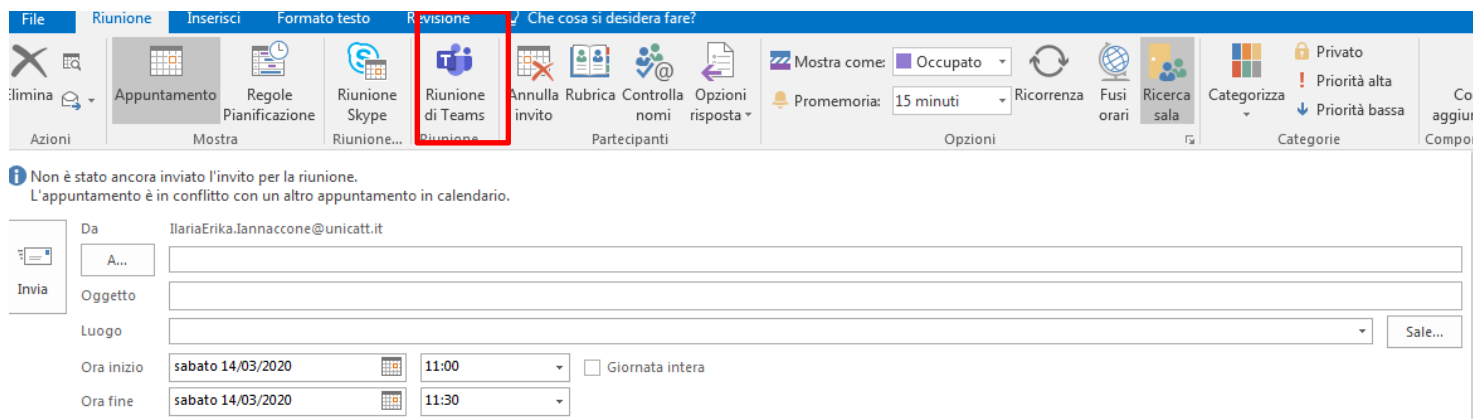 File Riunione Inserisci Formato testo Revisione Che cosa si desidera fare?
Elimina
Appuntamento
Regole
Pianificazione
Riunione
Skype
Riunione
di Teams
Annulla
invito
Rubrica
Controlla
nomi
Opzioni
risposta
Mostra come: Occupato
Promemoria: 15 minuti
Ricorrenza
Fusi
orari
Ricerca
sala
Categorizza
Privato
Priorità alta
Priorità bassa
Co
aggiun
Azioni Mostra Riunione... Riunione Partecipanti Opzioni Categorie Compon
Non è stato ancora inviato l'invito per la riunione.
L'appuntamento è in conflitto con un altro appuntamento in calendario.
Invia
Da IlariaErika.Iannaccone@unicatt.it
A...
Oggetto
Luogo Sale...
Ora inizio sabato 14/03/2020 11:00 Giornata intera
Ora fine sabato 14/03/2020 11:30